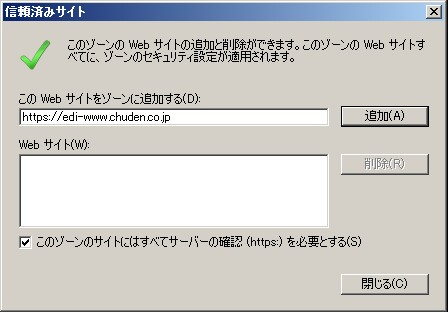 信頼済みサイト
このゾーンの Web サイトの追加と削除ができます。このゾーンの Web サイトす
べてに、ゾーンのセキュリティ設定が適用されます。
この Web サイトをゾーンに追加する(D):
https://edi-www.chuden.co.jp
追加(A)
Web サイト(W):
削除(R)
このゾーンのサイトにはすべてサーバーの確認 (https:) を必要とする(S)
閉じる(C)